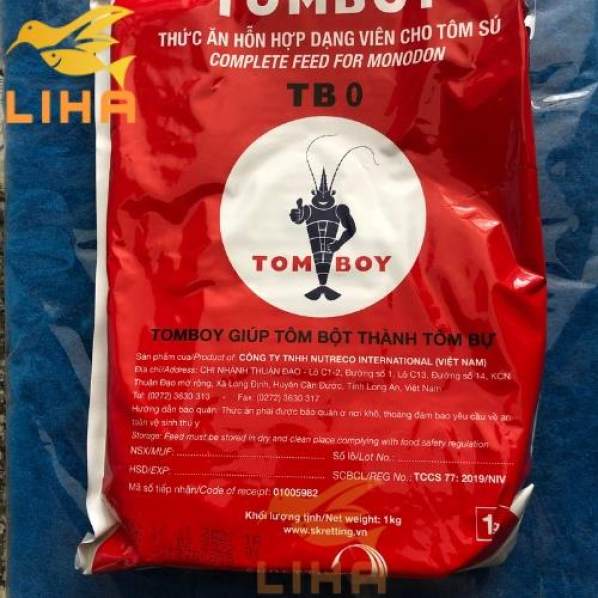 TOMBOY
THỨC ĂN HỖN HỢP DẠNG VIÊN CHO TÔM SÚ
COMPLETE FEED FOR MONODON
LIHA
TB 0
TOM BOY
TOMBOY GIÚP TÔM BỘT THÀNH TÔM BỰ
Sản phẩm của/Product of: CÔNG TY TNHH NUTRECO INTERNATIONAL (VIỆT NAM)
Địa chỉ/Address: CHI NHÁNH THUẬN ĐẠO - Lô C1-2, Đường số 1, Lô C13, Đường số 14, KCN
Thuận Đạo mở rộng, Xã Long Định, Huyện Cần Đước, Tỉnh Long An, Việt Nam
Tel: (0272) 3630 313 - Fax: (0272) 3630 317
Hướng dẫn bảo quản: Thức ăn phải được bảo quản ở nơi khô, thoáng đảm bảo yêu cầu về an
toàn vệ sinh thú y
Storage: Feed must be stored in dry and clean place complying with food safety regulation
NSX/MUF: Số lô/Lot No.:
HSD/EXP: SCBCL/REG No.: TCCS 77: 2019/NIV
Mã số tiếp nhận/Code of receipt: 01005982
Khối lượng tịnh/Net weight: 1kg
www.skretting.vn
LIHA